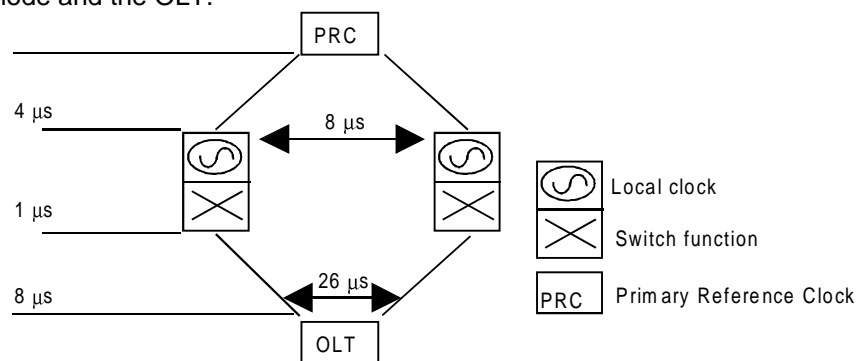 node and the OLT.
PRC
4 μs
8 μs
Local clock
1 μs
Switch function
8 μs
26 μs
PRC
Primary Reference Clock
OLT